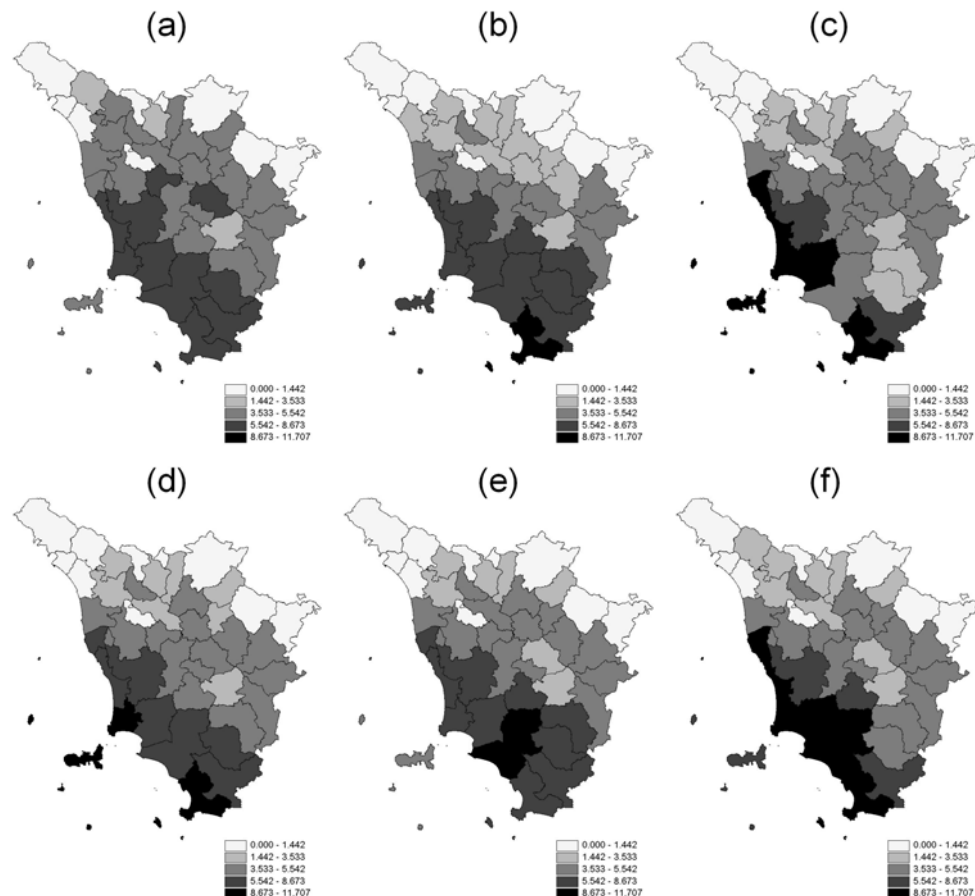 (a)
(b)
(c)
0.000 - 1.442
1.442 - 3.533
3.533 - 5.542
5.542 - 8.673
8.673 - 11.707
0.000 - 1.442
1.442 - 3.533
3.533 - 5.542
5.542 - 8.673
8.673 - 11.707
0.000 - 1.442
1.442 - 3.533
3.533 - 5.542
5.542 - 8.673
8.673 - 11.707
(d)
(e)
(f)
0.000 - 1.442
1.442 - 3.533
3.533 - 5.542
5.542 - 8.673
8.673 - 11.707
0.000 - 1.442
1.442 - 3.533
3.533 - 5.542
5.542 - 8.673
8.673 - 11.707
0.000 - 1.442
1.442 - 3.533
3.533 - 5.542
5.542 - 8.673
8.673 - 11.707